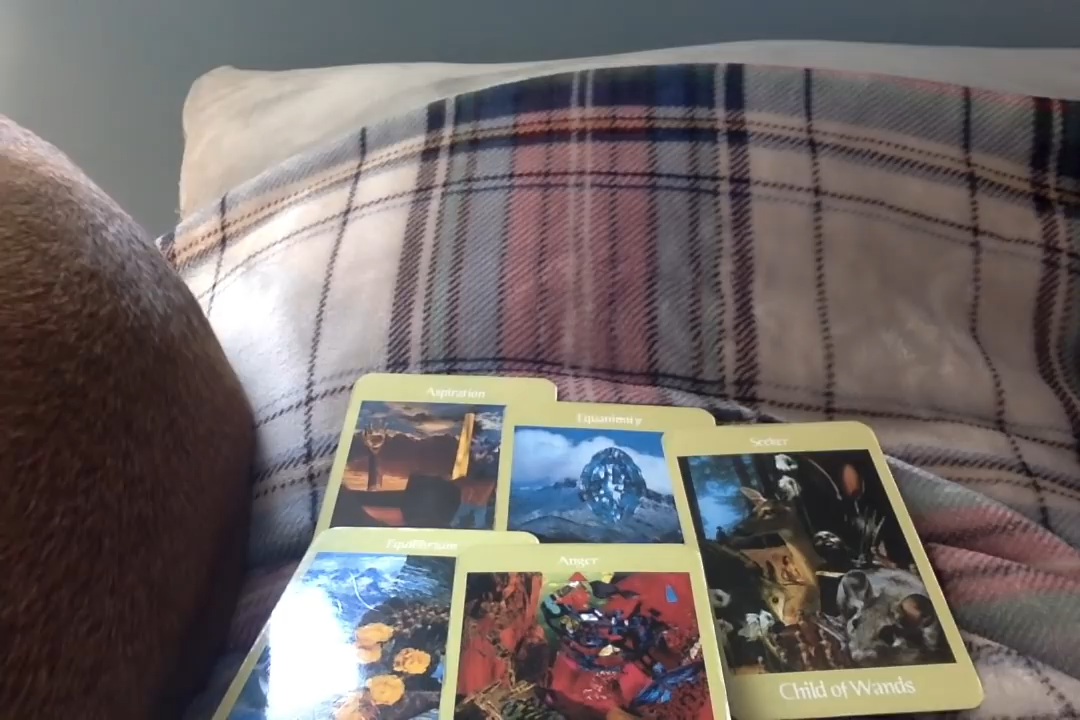 Aspiration
Equanimity
Seeker
Equilibrium
Anger
Child of Wands